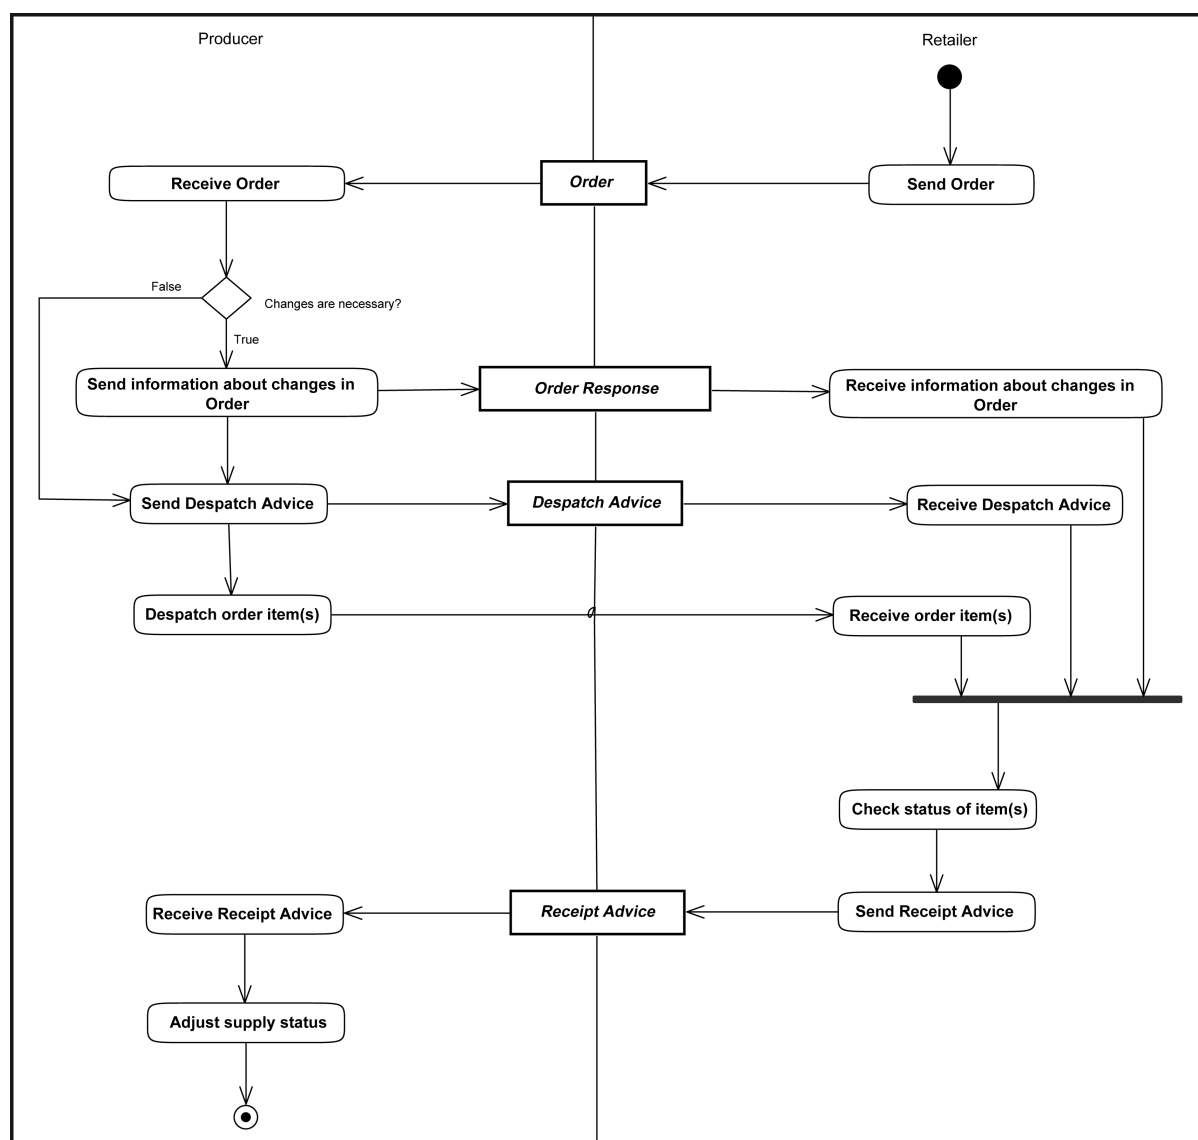 Producer
Retailer
Receive Order
Order
Send Order
False
Changes are necessary?
True
Send information about changes in
Order
Order Response
Receive information about changes in
Order
Send Despatch Advice
Despatch Advice
Receive Despatch Advice
Despatch order item(s)
Receive order item(s)
Check status of item(s)
Receive Receipt Advice
Receipt Advice
Send Receipt Advice
Adjust supply status